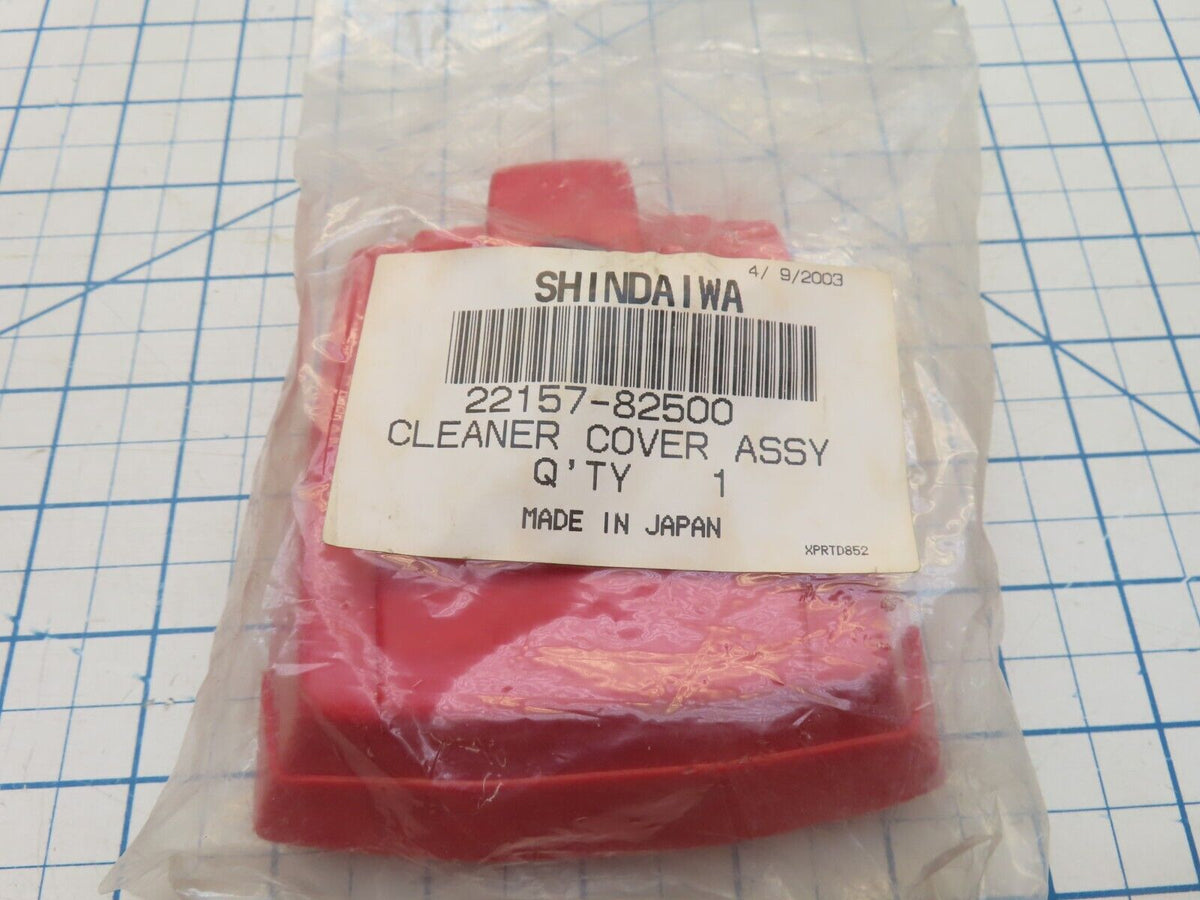 4/ 9/2003
SHINDAIWA
22157-82500
CLEANER COVER ASSY
Q'TY 1
MADE IN JAPAN
XPRTD852